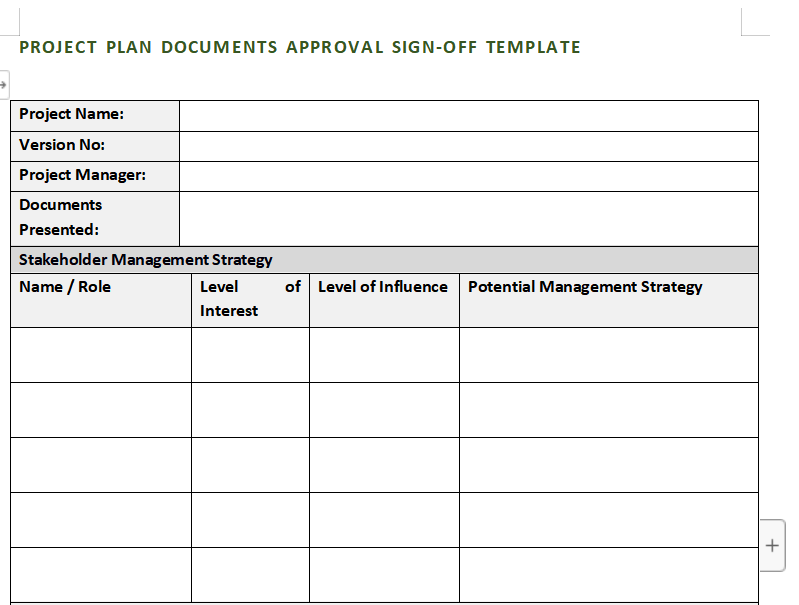 PROJECT PLAN DOCUMENTS APPROVAL SIGN-OFF TEMPLATE
Project Name:
Version No:
Project Manager:
Documents
Presented:
Stakeholder Management Strategy
Name / Role
Level of
Interest
Level of Influence
Potential Management Strategy